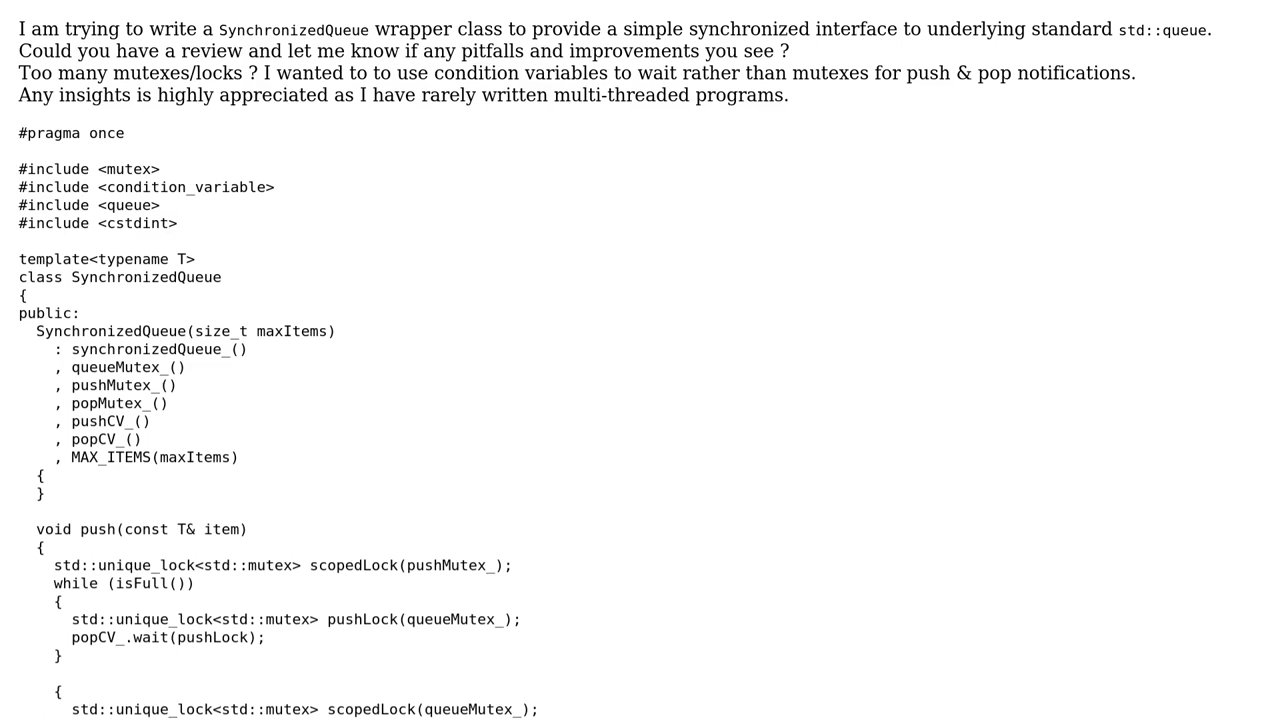 I am trying to write a SynchronizedQueue wrapper class to provide a simple synchronized interface to underlying standard std::queue.
Could you have a review and let me know if any pitfalls and improvements you see ?
Too many mutexes/locks ? I wanted to to use condition variables to wait rather than mutexes for push & pop notifications.
Any insights is highly appreciated as I have rarely written multi-threaded programs.
#pragma once
#include <mutex>
#include <condition_variable>
#include <queue>
#include <cstdint>
template<typename T>
class SynchronizedQueue
{
public:
  SynchronizedQueue(size_t maxItems)
    : synchronizedQueue_()
    , queueMutex_()
    , pushMutex_()
    , popMutex_()
    , pushCV_()
    , popCV_()
    , MAX_ITEMS(maxItems)
  {
  }
  void push(const T& item)
  {
    std::unique_lock<std::mutex> scopedLock(pushMutex_);
    while (isFull())
    {
      std::unique_lock<std::mutex> pushLock(queueMutex_);
      popCV_.wait(pushLock);
    }
    {
      std::unique_lock<std::mutex> scopedLock(queueMutex_);